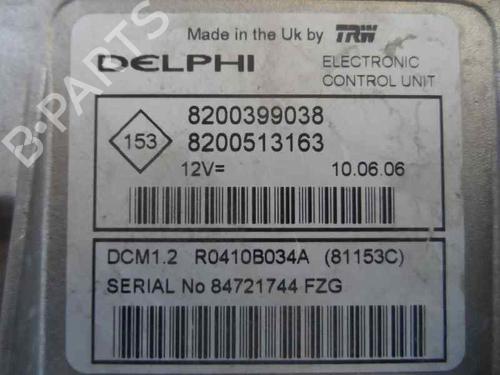 Made in the Uk by TRW
DELPHI ELECTRONIC
CONTROL UNIT
8200399038
153 8200513163
12V= 10.06.06
DCM1.2 R0410B034A (81153C)
SERIAL No 84721744 FZG
B-PARTS